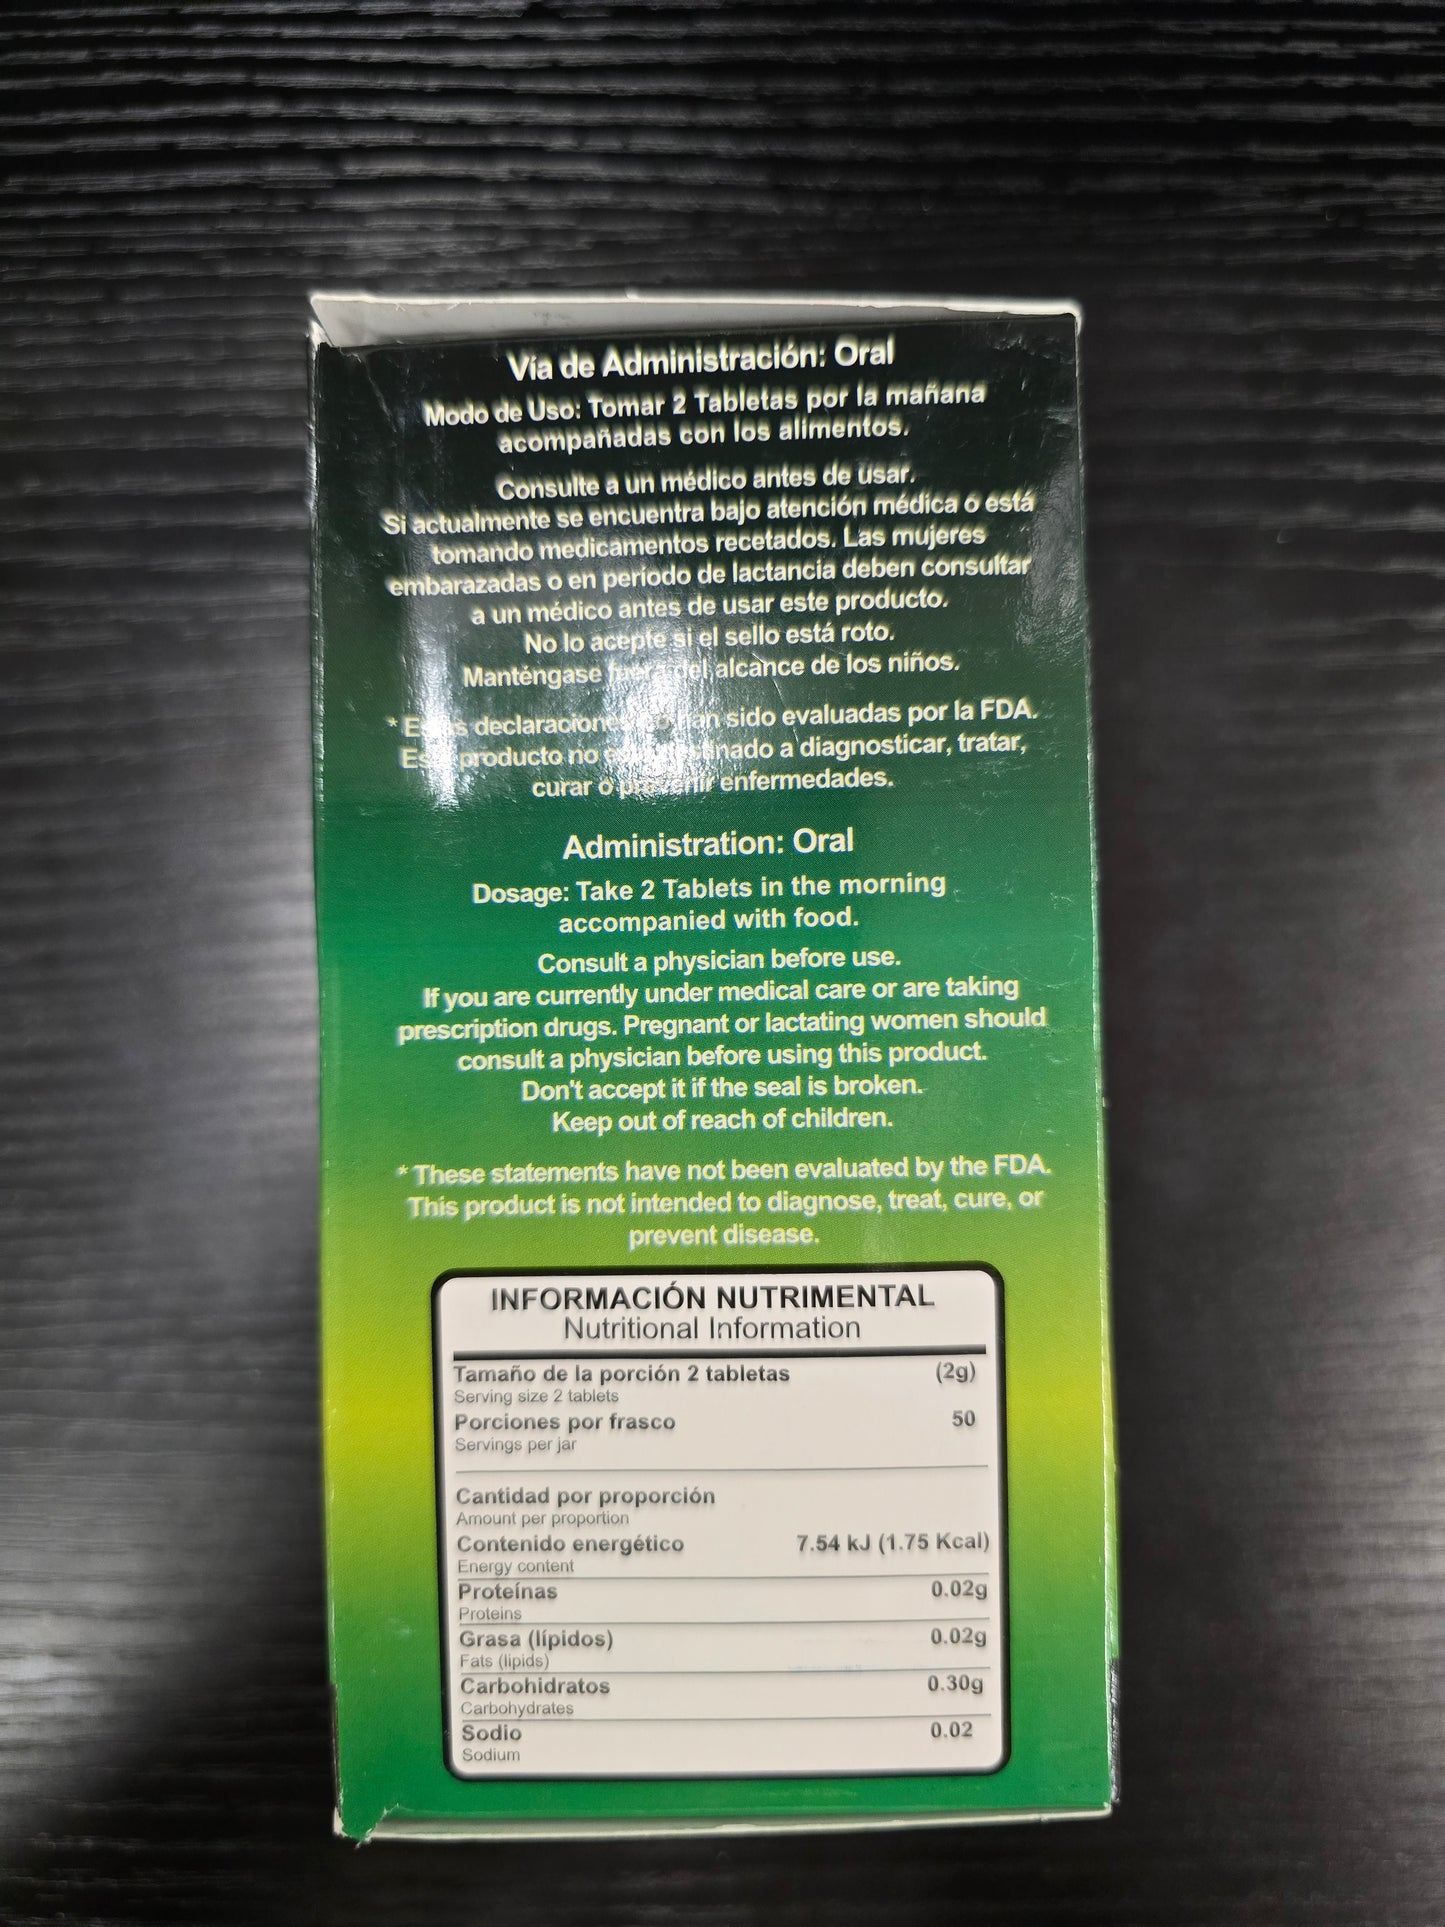 Vía de Administración: Oral
Modo de Uso: Tomar 2 Tabletas por la mañana
acompañadas con los alimentos.
Consulte a un médico antes de usar.
Si actualmente se encuentra bajo atención médica o está
tomando medicamentos recetados. Las mujeres
embarazadas o en período de lactancia deben consultar
a un médico antes de usar este producto.
No lo acepte si el sello está roto.
Manténgase fuera del alcance de los niños.
* Estas declaraciones no han sido evaluadas por la FDA.
Este producto no está destinado a diagnosticar, tratar,
curar o prevenir enfermedades.
Administration: Oral
Dosage: Take 2 Tablets in the morning
accompanied with food.
Consult a physician before use.
If you are currently under medical care or are taking
prescription drugs. Pregnant or lactating women should
consult a physician before using this product.
Don't accept it if the seal is broken.
Keep out of reach of children.
* These statements have not been evaluated by the FDA.
This product is not intended to diagnose, treat, cure, or
prevent disease.
INFORMACIÓN NUTRIMENTAL
Nutritional Information
Tamaño de la porción 2 tabletas (2g)
Serving size 2 tablets
Porciones por frasco 50
Servings per jar
Cantidad por proporción
Amount per proportion
Contenido energético 7.54 kJ (1.75 Kcal)
Energy content
Proteínas 0.02g
Proteins
Grasa (lípidos) 0.02g
Fats (lipids)
Carbohidratos 0.30g
Carbohydrates
Sodio 0.02
Sodium